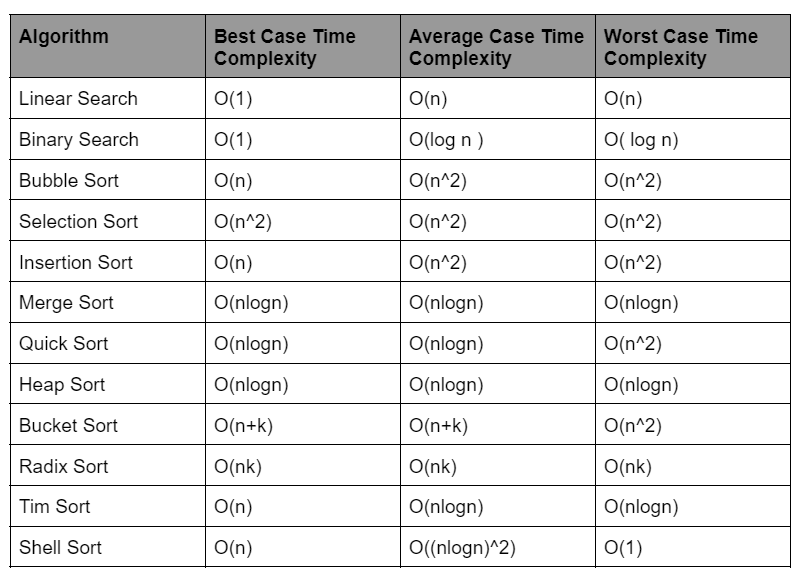 Algorithm Best Case Time Complexity Average Case Time Complexity Worst Case Time Complexity
Linear Search O(1) O(n) O(n)
Binary Search O(1) O(log n ) O( log n)
Bubble Sort O(n) O(n^2) O(n^2)
Selection Sort O(n^2) O(n^2) O(n^2)
Insertion Sort O(n) O(n^2) O(n^2)
Merge Sort O(nlogn) O(nlogn) O(nlogn)
Quick Sort O(nlogn) O(nlogn) O(n^2)
Heap Sort O(nlogn) O(nlogn) O(nlogn)
Bucket Sort O(n+k) O(n+k) O(n^2)
Radix Sort O(nk) O(nk) O(nk)
Tim Sort O(n) O(nlogn) O(nlogn)
Shell Sort O(n) O((nlogn)^2) O(1)